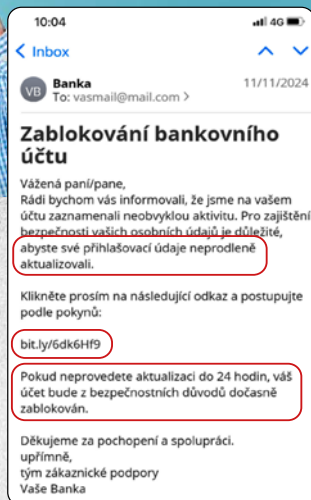 10:04
4G
Inbox
VB
Banka
11/11/2024
To: vasmail@mail.com >
Zablokování bankovního
účtu
Vážená paní/pane,
Rádi bychom vás informovali, že jsme na vašem
účtu zaznamenali neobvyklou aktivitu. Pro zajištění
bezpečnosti vašich osobních údajů je důležité,
abyste své přihlašovací údaje neprodleně
aktualizovali.
Klikněte prosím na následující odkaz a postupujte
podle pokynů:
bit.ly/6dk6Hf9
Pokud neprovedete aktualizaci do 24 hodin, váš
účet bude z bezpečnostních důvodů dočasně
zablokován.
Děkujeme za pochopení a spolupráci.
upřímně,
tým zákaznické podpory
Vaše Banka